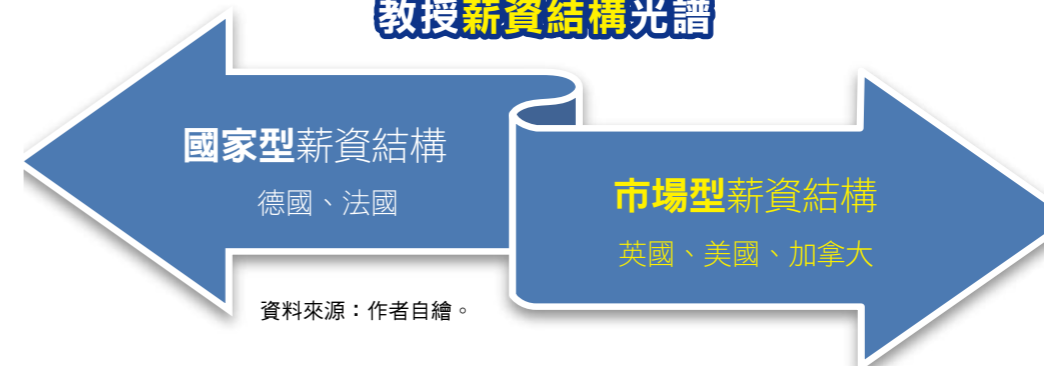 教授薪資結構光譜
國家型薪資結構
德國、法國
市場型薪資結構
英國、美國、加拿大
資料來源：作者自繪。